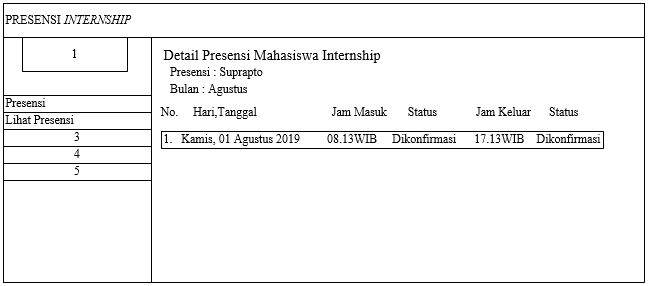 PRESENSI INTERNSHIP
1
Presensi
Lihat Presensi
3
4
5
Detail Presensi Mahasiswa Internship
Presensi : Suprapto
Bulan : Agustus
No. Hari,Tanggal Jam Masuk Status Jam Keluar Status
1. Kamis, 01 Agustus 2019 08.13WIB Dikonfirmasi 17.13WIB Dikonfirmasi